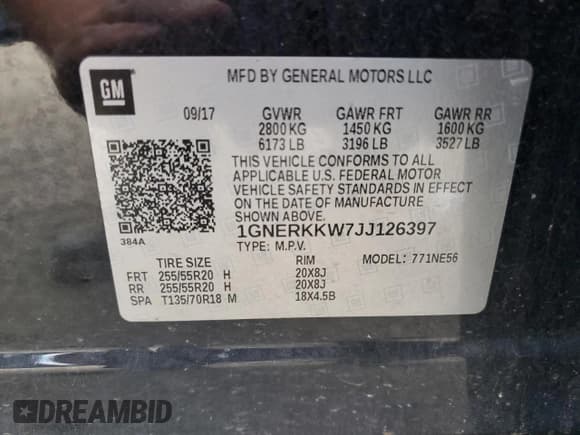 GM
MFD BY GENERAL MOTORS LLC
09/17 GVWR GAWR FRT GAWR RR
2800 KG 1450 KG 1600 KG
6173 LB 3196 LB 3527 LB
THIS VEHICLE CONFORMS TO ALL
APPLICABLE U.S. FEDERAL MOTOR
VEHICLE SAFETY STANDARDS IN EFFECT
ON THE DATE OF MANUFACTURE
SHOWN ABOVE.
384A
1GNERKKW7JJ126397
TYPE: M.P.V.
TIRE SIZE RIM MODEL: 771NE56
FRT 255/55R20 H 20X8J
RR 255/55R20 H 20X8J
SPA T135/70R18 M 18X4.5B
DREAMBID